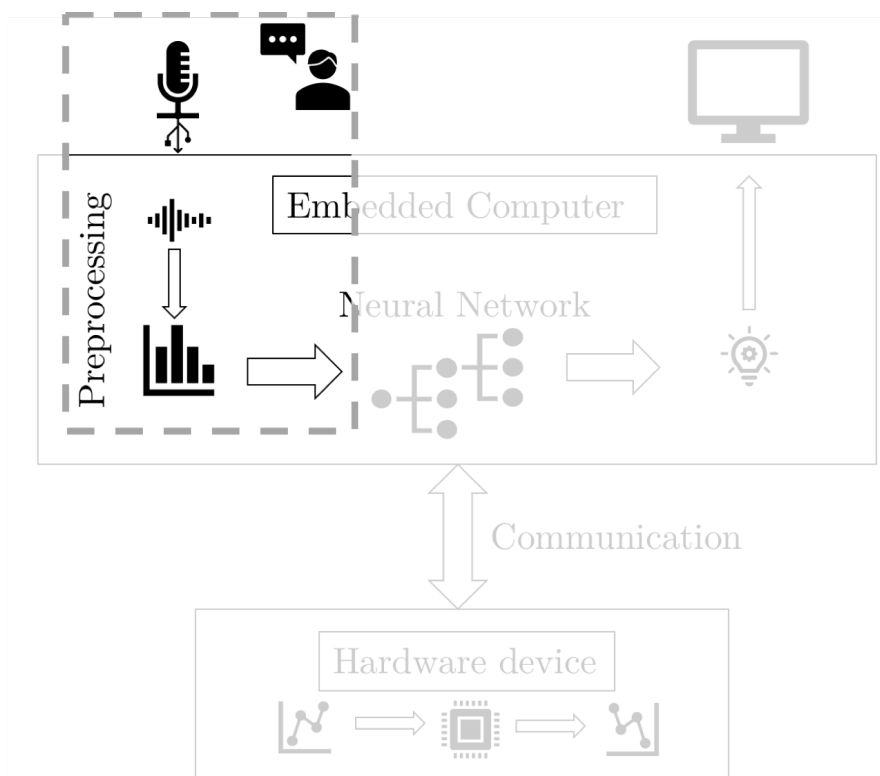 Preprocessing
Embedded Computer
Neural Network
Communication
Hardware device